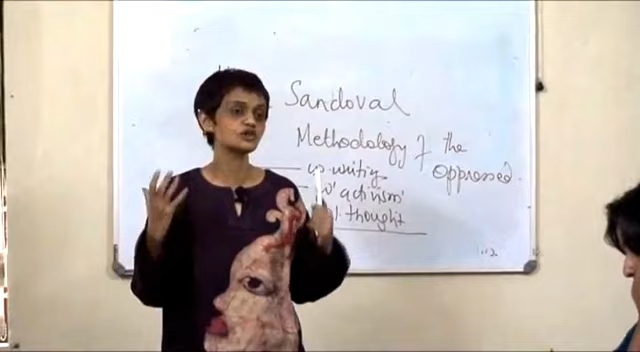 Sandoval
Methodology of the
oppressed.
writing
'activism'
thought